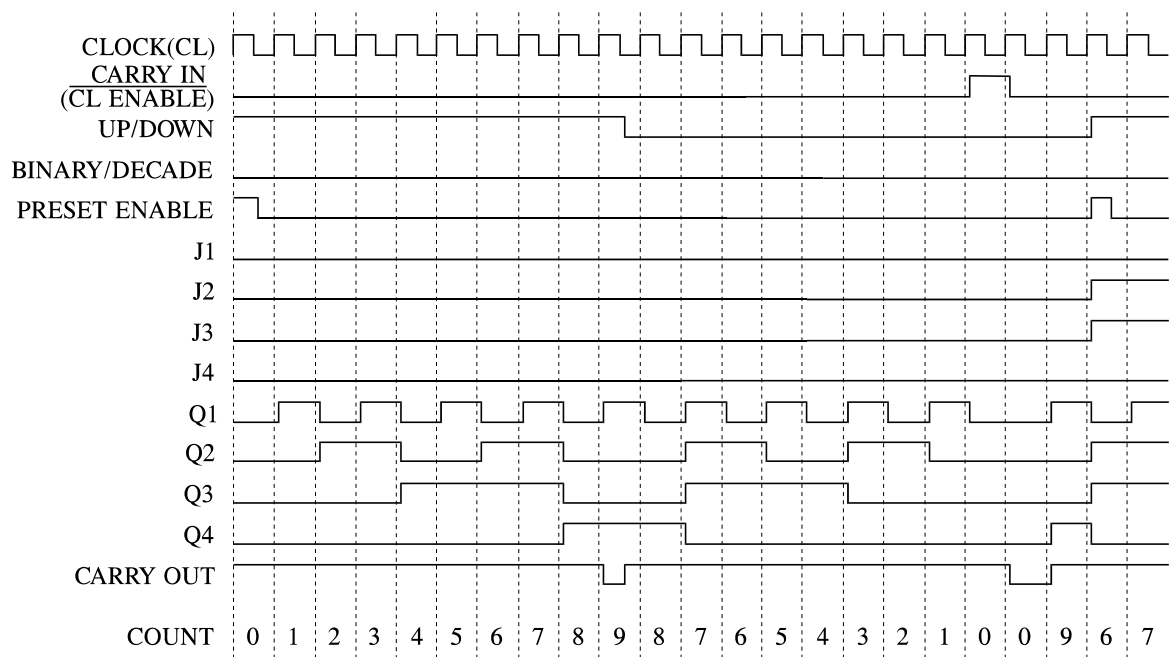 CLOCK(CL)
CARRY IN
(CL ENABLE)
UP/DOWN
BINARY/DECADE
PRESET ENABLE
J1
J2
J3
J4
Q1
Q2
Q3
Q4
CARRY OUT
COUNT 0 1 2 3 4 5 6 7 8 9 8 7 6 5 4 3 2 1 0 0 9 6 7